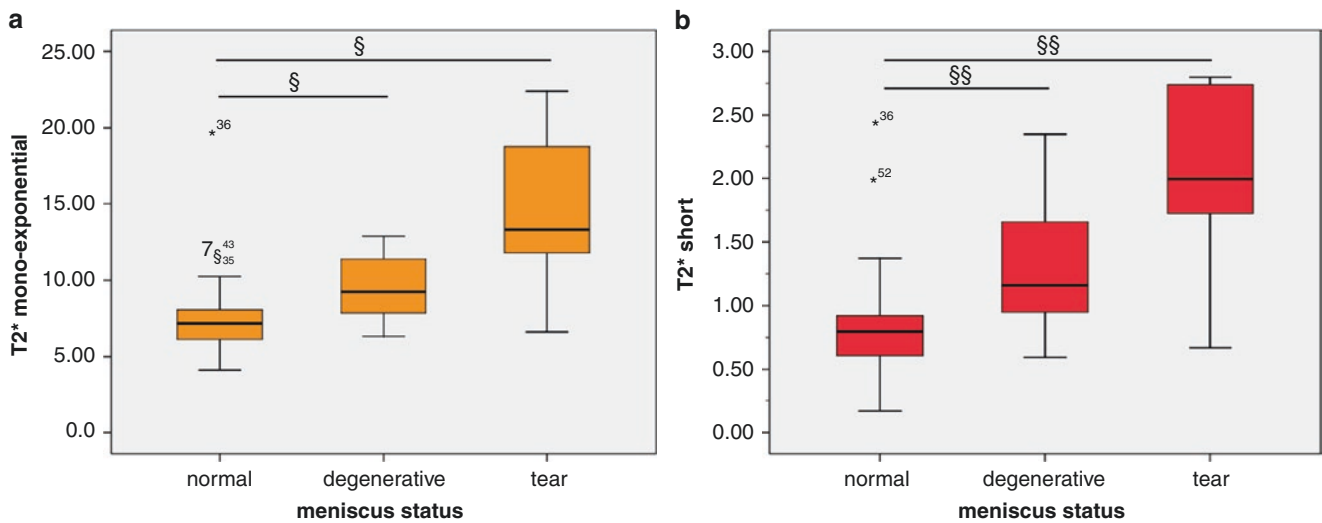 a
§
§
25.00
20.00
15.00
10.00
5.00
0.0
T2* mono-exponential
*36
7§43
35
normal degenerative tear
meniscus status
b
§§
§§
3.00
2.50
2.00
1.50
1.00
0.50
0.00
T2* short
*36
*52
normal degenerative tear
meniscus status